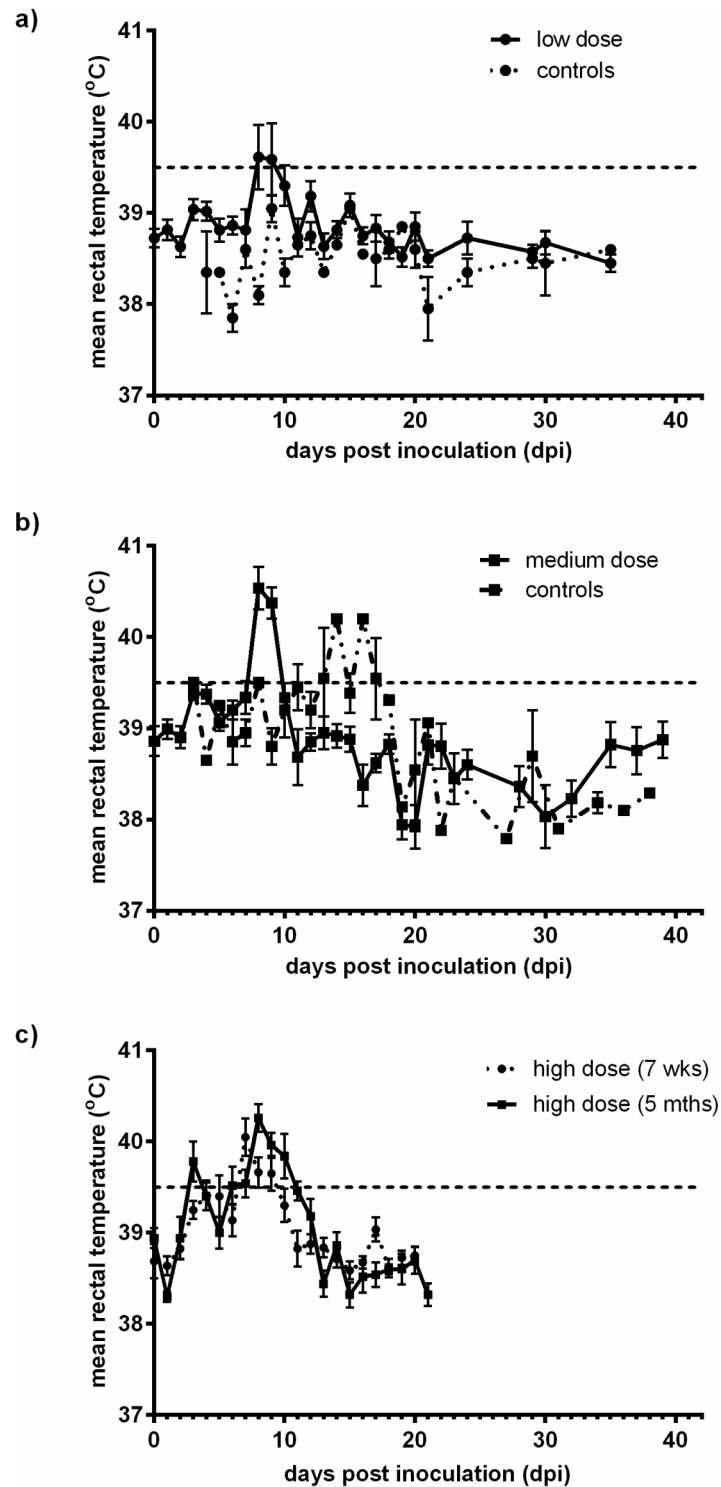 a)
low dose
controls
mean rectal temperature (°C)
41
40
39
38
37
0 10 20 30 40
days post inoculation (dpi)
b)
medium dose
controls
mean rectal temperature (°C)
41
40
39
38
37
0 10 20 30 40
days post inoculation (dpi)
c)
high dose (7 wks)
high dose (5 mths)
mean rectal temperature (°C)
41
40
39
38
37
0 10 20 30 40
days post inoculation (dpi)